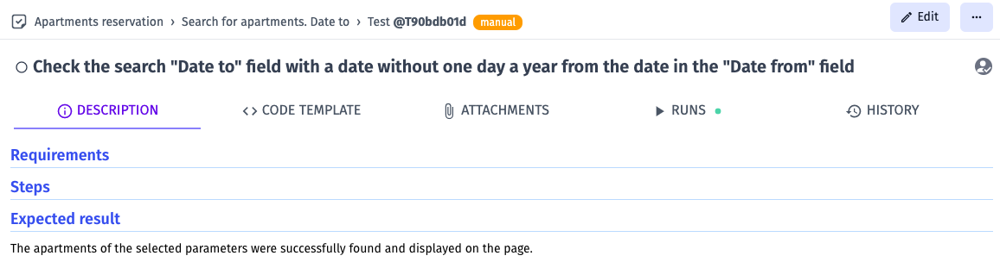 Apartments reservation › Search for apartments. Date to › Test @T90bdb01d manual
Edit
Check the search "Date to" field with a date without one day a year from the date in the "Date from" field
DESCRIPTION
CODE TEMPLATE
ATTACHMENTS
RUNS
HISTORY
Requirements
Steps
Expected result
The apartments of the selected parameters were successfully found and displayed on the page.